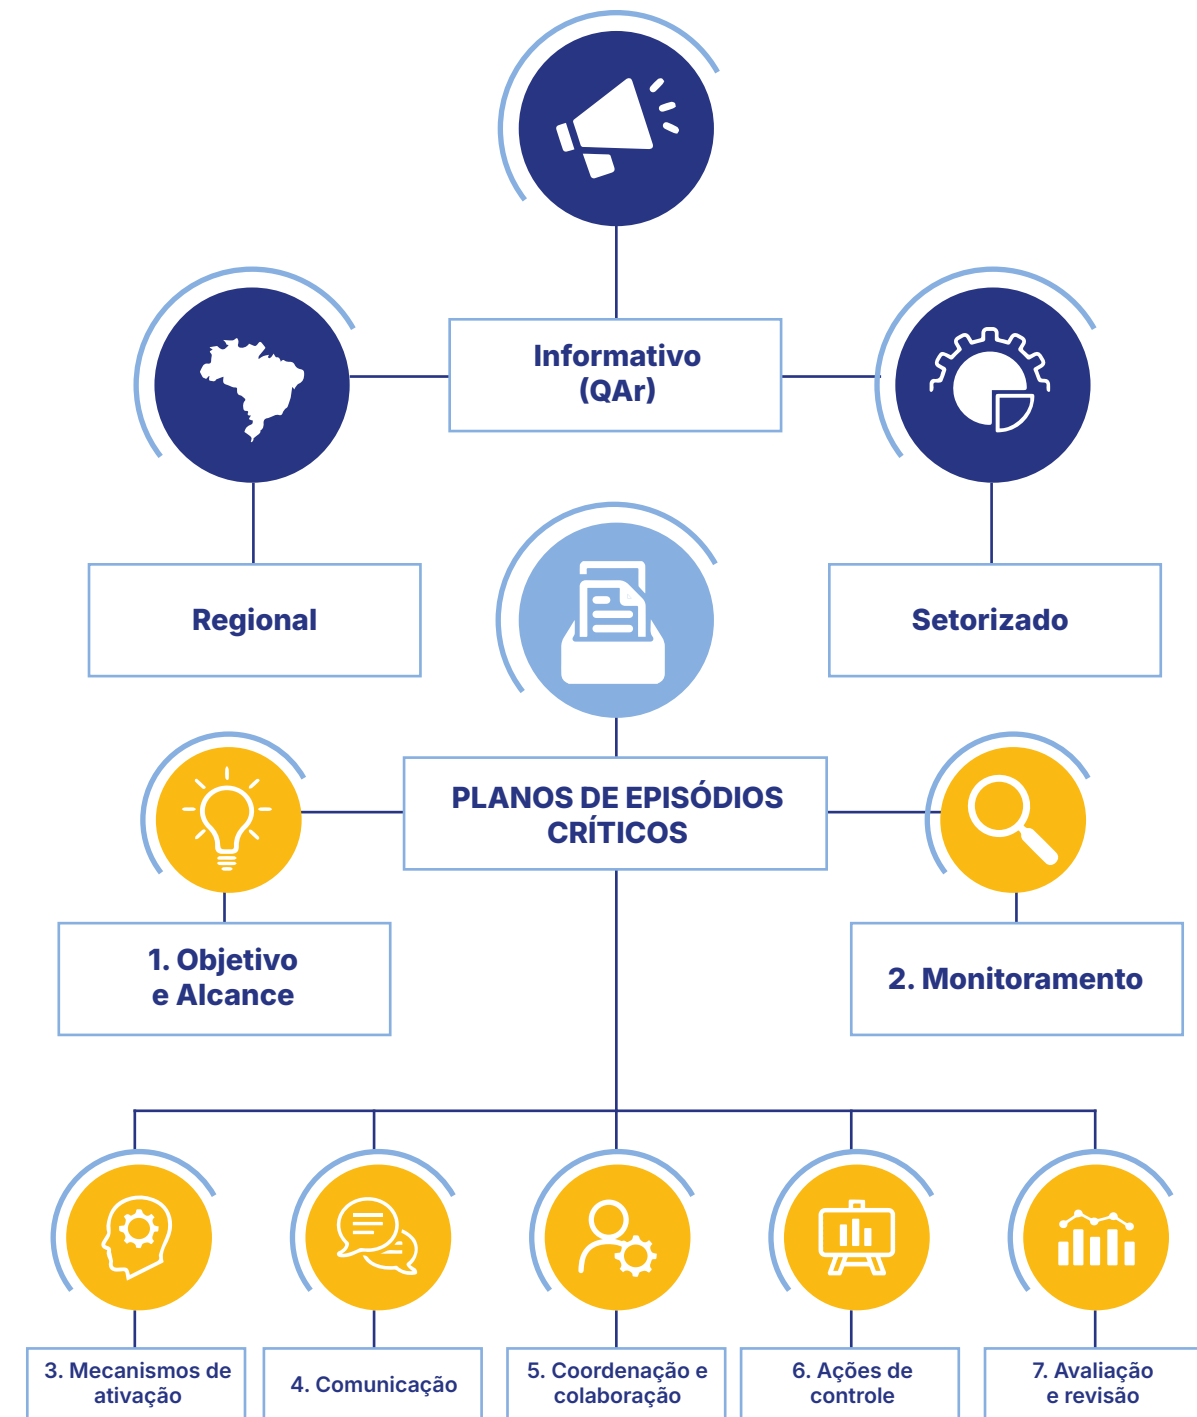 Informativo
(QAr)
Regional
Setorizado
PLANOS DE EPISÓDIOS
CRÍTICOS
1. Objetivo
e Alcance
2. Monitoramento
3. Mecanismos de
ativação
4. Comunicação
5. Coordenação e
colaboração
6. Ações de
controle
7. Avaliação
e revisão